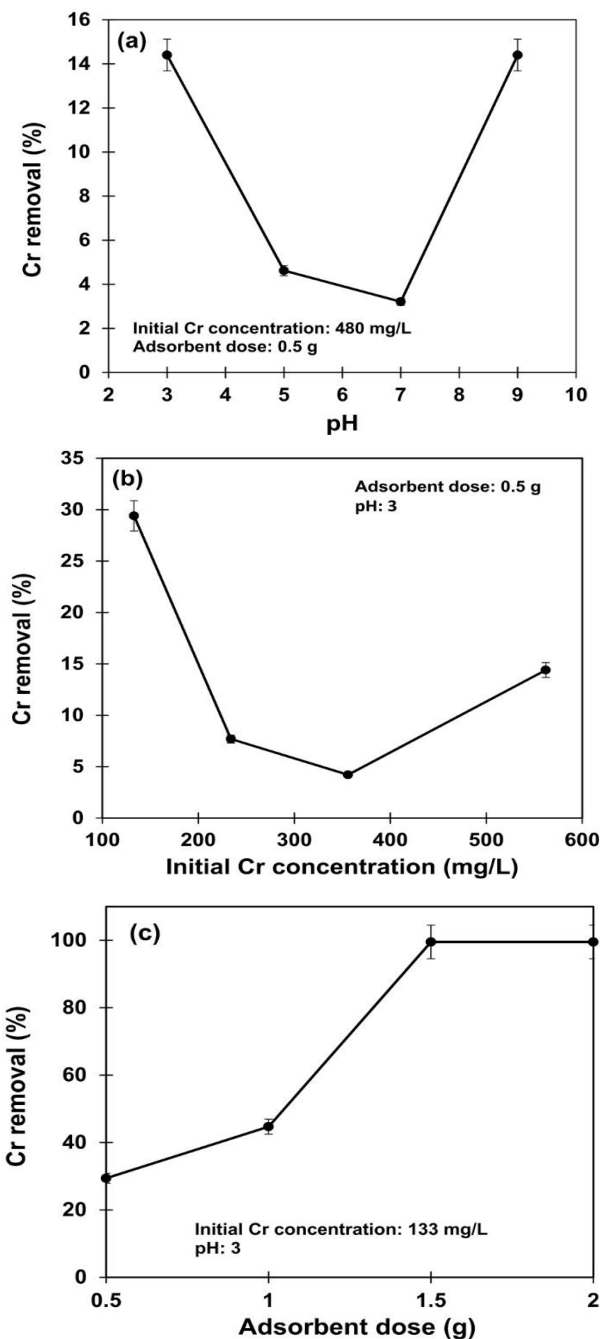 (a)
Cr removal (%)
16
14
12
10
8
6
4
2
0
Initial Cr concentration: 480 mg/L
Adsorbent dose: 0.5 g
2 3 4 5 6 7 8 9 10
pH
(b)
Adsorbent dose: 0.5 g
pH: 3
Cr removal (%)
35
30
25
20
15
10
5
0
100 200 300 400 500 600
Initial Cr concentration (mg/L)
(c)
Cr removal (%)
100
80
60
40
20
0
Initial Cr concentration: 133 mg/L
pH: 3
0.5 1 1.5 2
Adsorbent dose (g)